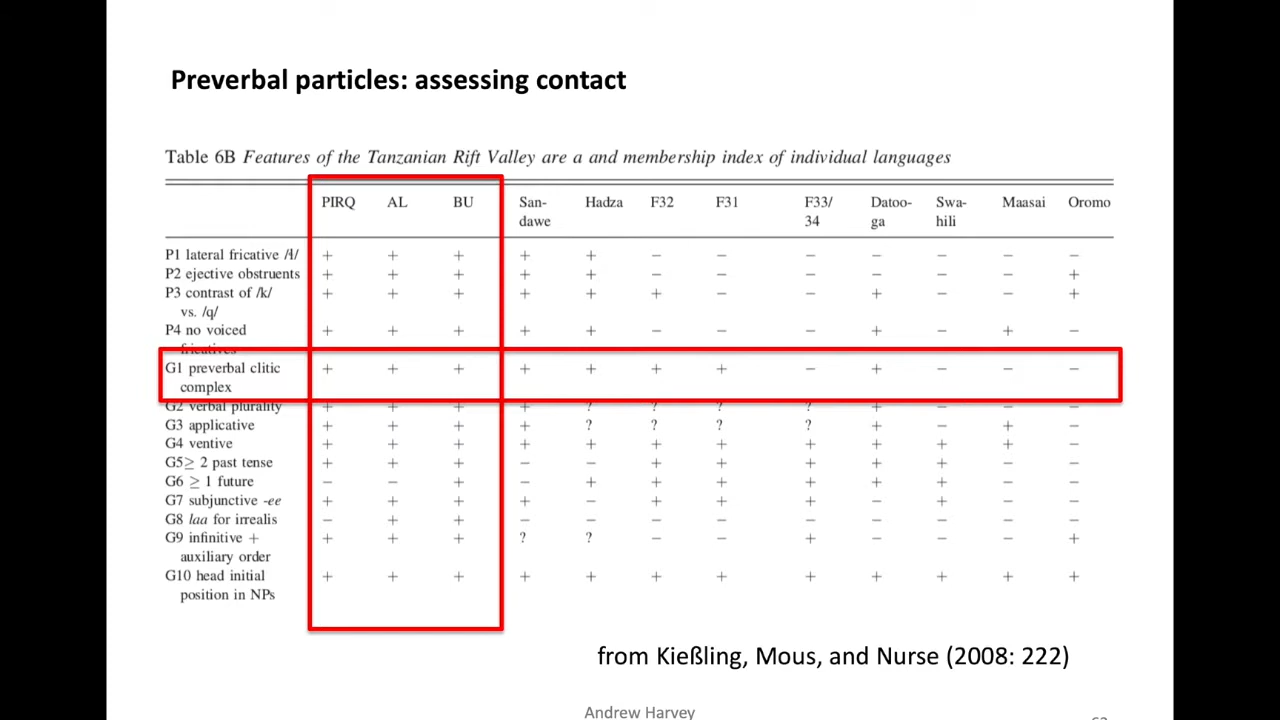 Preverbal particles: assessing contact
Table 6B Features of the Tanzanian Rift Valley are a and membership index of individual languages
PIRQ AL BU San- Hadza F32 F31 F33/ Datoo- Swa- Maasai Oromo
dawe 34 ga hili
P1 lateral fricative /ɬ/ + + + + + − − − − − − −
P2 ejective obstruents + + + + + − − − − − − +
P3 contrast of /k/ + + + + + + − − + − − +
vs. /q/
P4 no voiced + + + + + − − − + − + −
fricatives
G1 preverbal clitic + + + + + + + − + − − −
complex
G2 verbal plurality + + + + ? ? ? ? + − − −
G3 applicative + + + + ? ? ? ? + − + −
G4 ventive + + + + + + + + + + + −
G5≥ 2 past tense + + + − − + + + + + − −
G6 ≥ 1 future − − + − + + + + + + − −
G7 subjunctive -ee + + + + − + + + − + − −
G8 laa for irrealis − + + − − − − − − − − −
G9 infinitive + + + + ? ? − − + − − − +
auxiliary order
G10 head initial + + + + + + + + + + + +
position in NPs
from Kießling, Mous, and Nurse (2008: 222)
Andrew Harvey